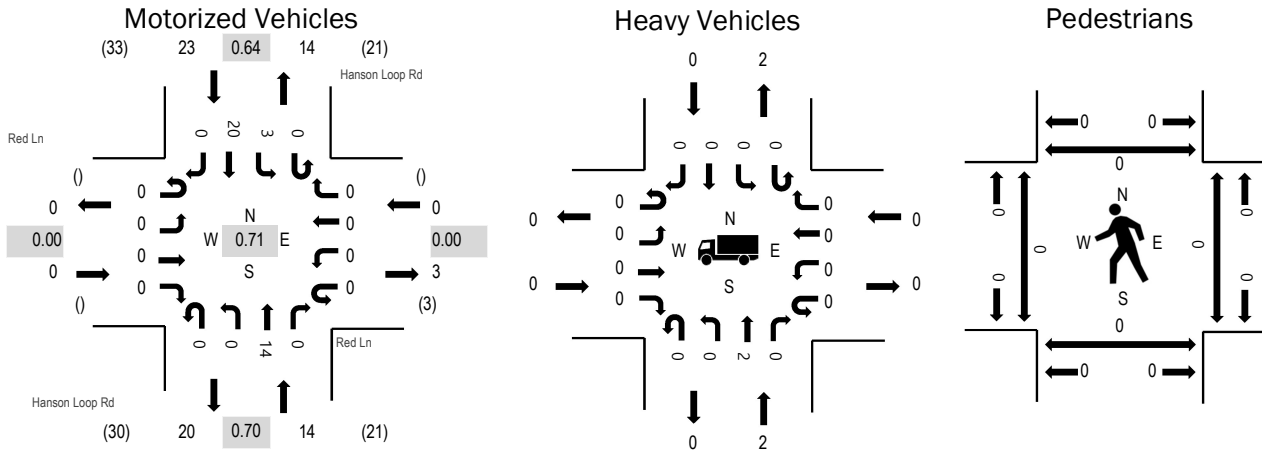 Motorized Vehicles
(33) 23 0.64 14 (21)
Hanson Loop Rd
Red Ln
0 20 3 0
() ()
0 0 0 0
0 N 0
0.00 W 0.71 E 0.00
0 S 0
0 0 0 3
() 0 0 (3)
0 0 14 0
Red Ln
Hanson Loop Rd
(30) 20 0.70 14 (21)
Heavy Vehicles
0 2
0 0 0 0
0 0
0 N 0
0 0 0 0
W E
0 S 0
0 0 0 0
0 0 2 0
0 2
Pedestrians
0 0
0
N
0 0
W E
0 0
0 0
S
0
0 0